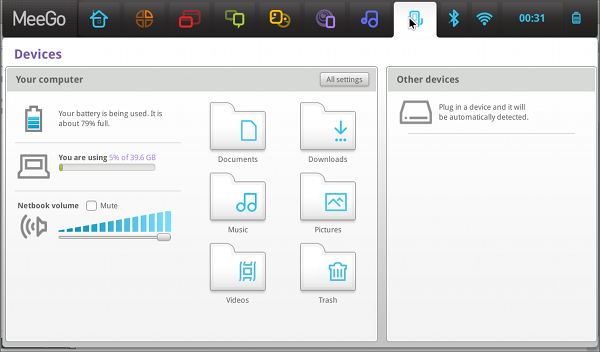 MeeGo
00:31
Devices
Your computer
All settings
Other devices
Your battery is being used. It is
about 79% full.
You are using 5% of 39.6 GB
Netbook volume
Mute
Documents
Downloads
Music
Pictures
Videos
Trash
Plug in a device and it will
be automatically detected.